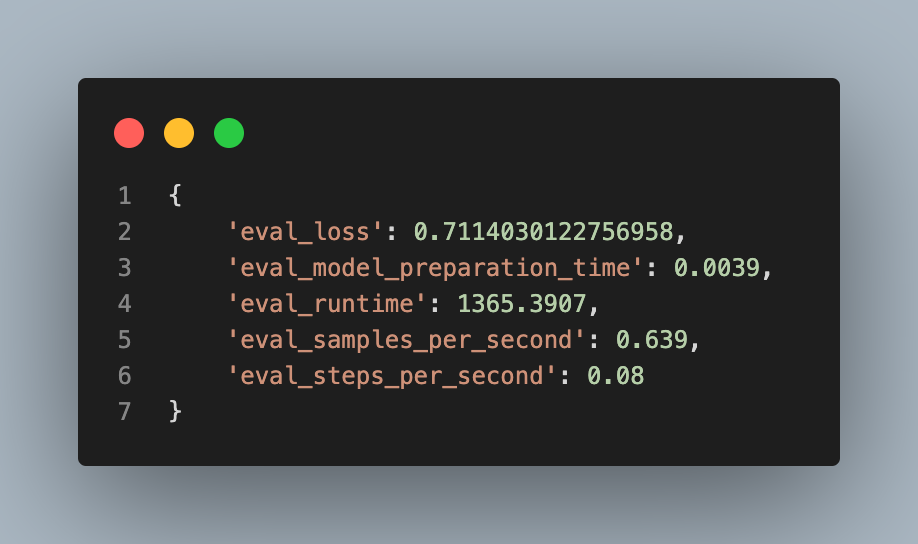 1 {
2 'eval_loss': 0.7114030122756958,
3 'eval_model_preparation_time': 0.0039,
4 'eval_runtime': 1365.3907,
5 'eval_samples_per_second': 0.639,
6 'eval_steps_per_second': 0.08
7 }